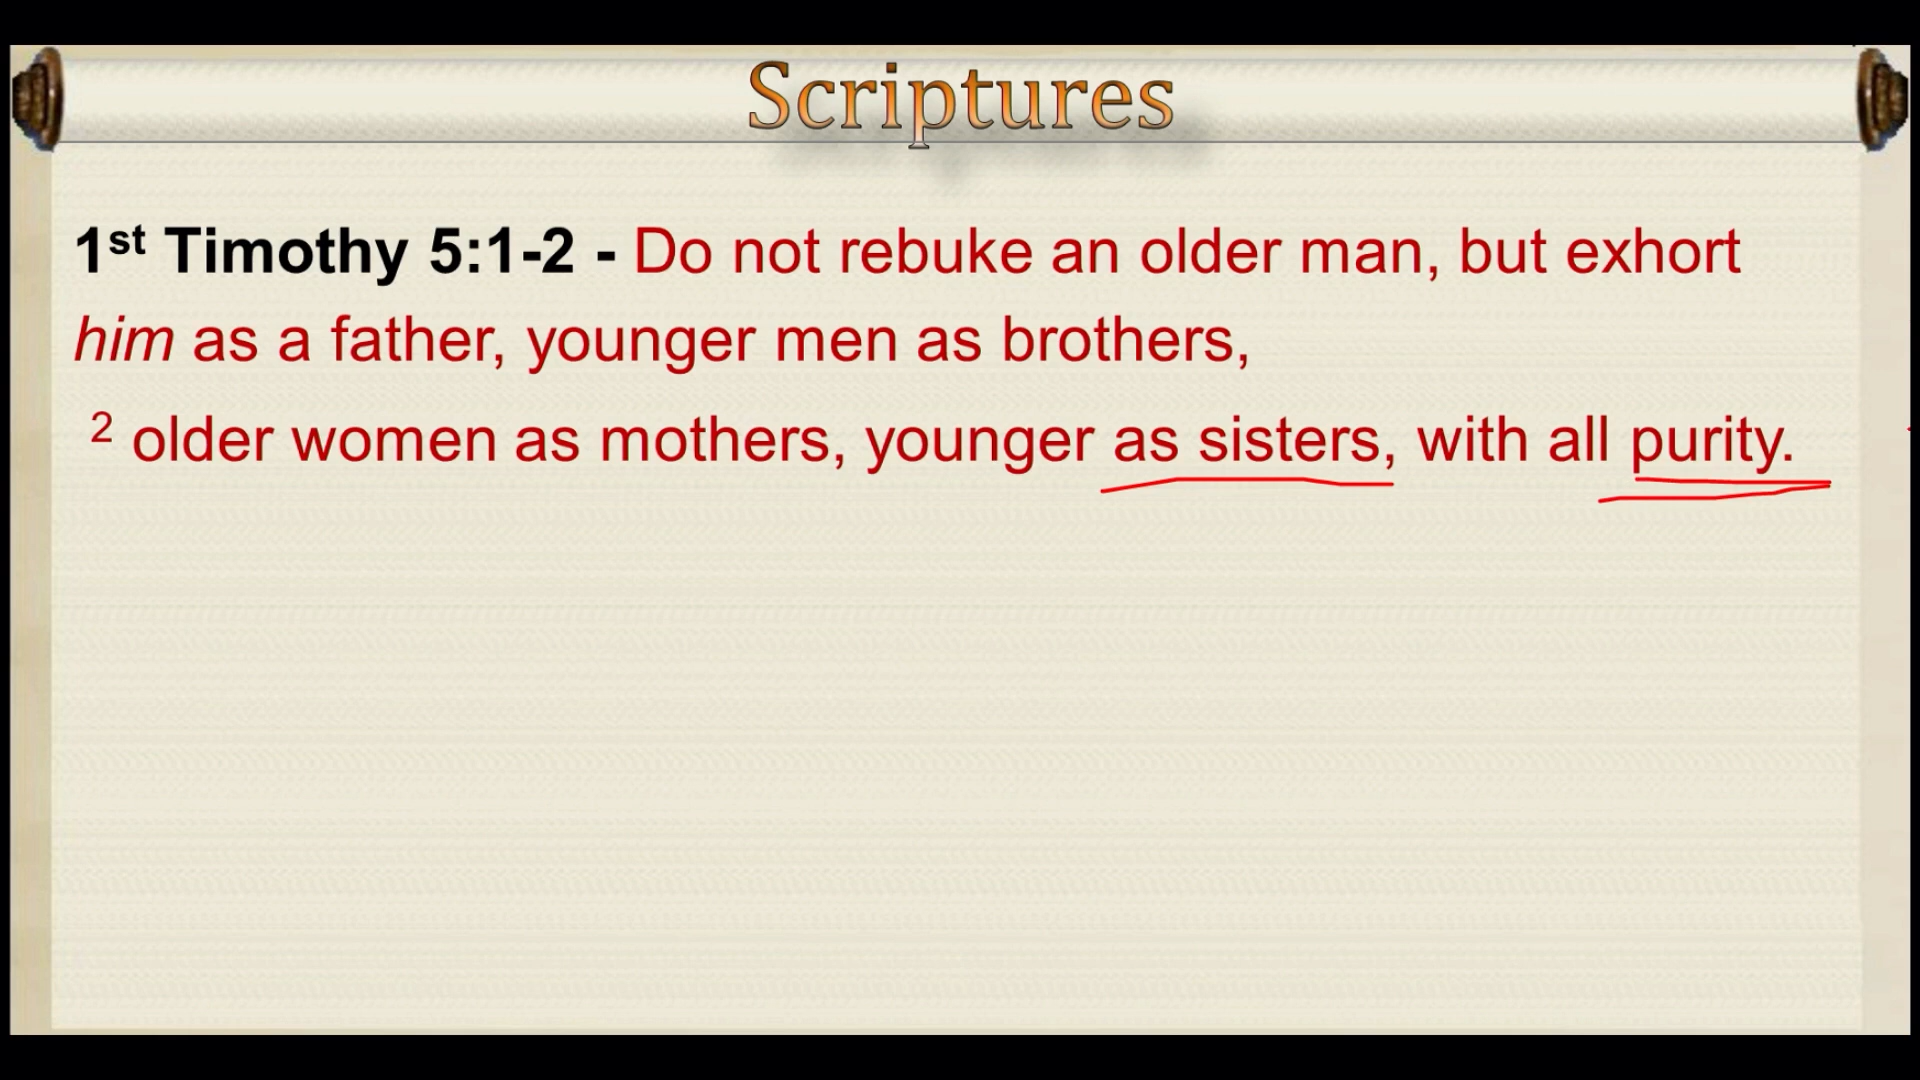 Scriptures
1st Timothy 5:1-2 - Do not rebuke an older man, but exhort
him as a father, younger men as brothers,
2 older women as mothers, younger as sisters, with all purity.